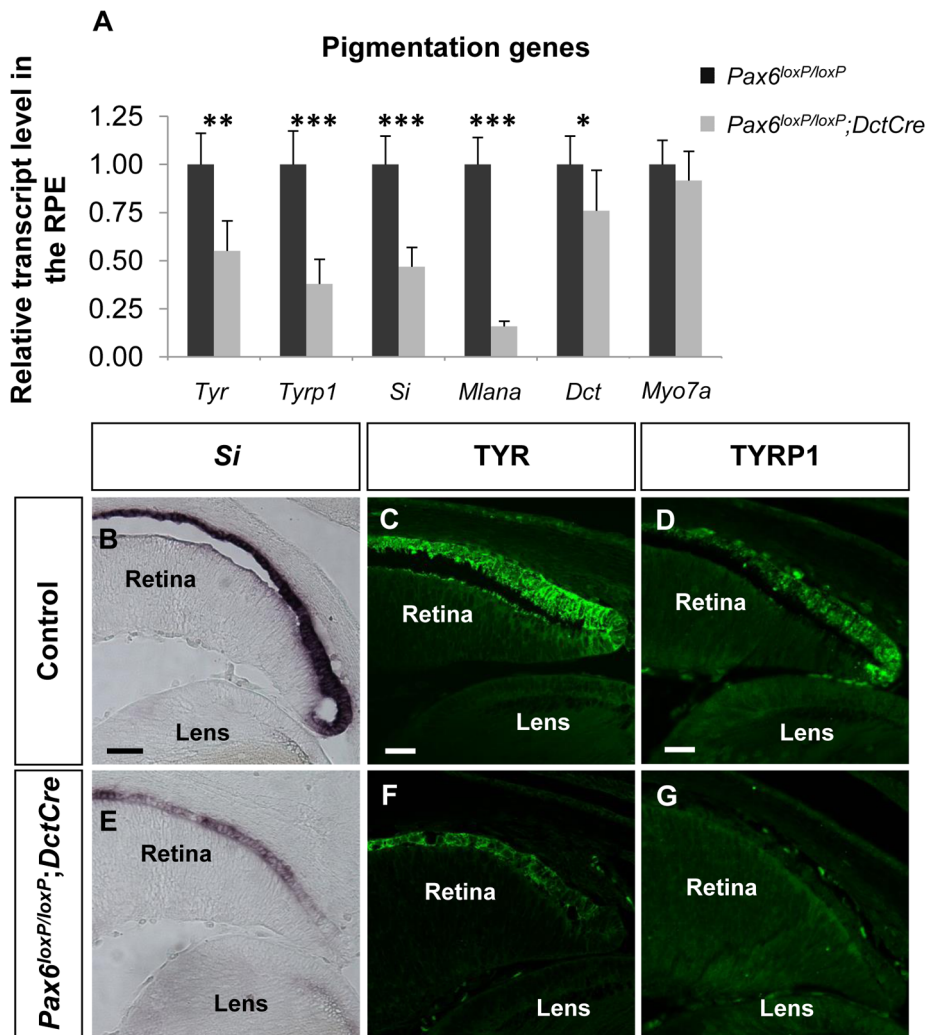 A
Pigmentation genes
Pax6loxP/loxP
Pax6loxP/loxP;DctCre
Relative transcript level in
the RPE
1.25
1.00
0.75
0.50
0.25
0.00
** *** *** *** *
Tyr Tyrp1 Si Mlana Dct Myo7a
Si TYR TYRP1
Control
B
Retina
Lens
C
Retina
Lens
D
Retina
Lens
Pax6loxP/loxP;DctCre
E
Retina
Lens
F
Retina
Lens
G
Retina
Lens